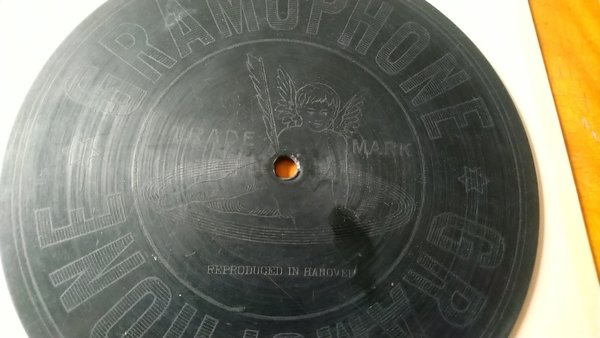 GRAMOPHONE
GRAMOPHONE
TRADE MARK
REPRODUCED IN HANOVER